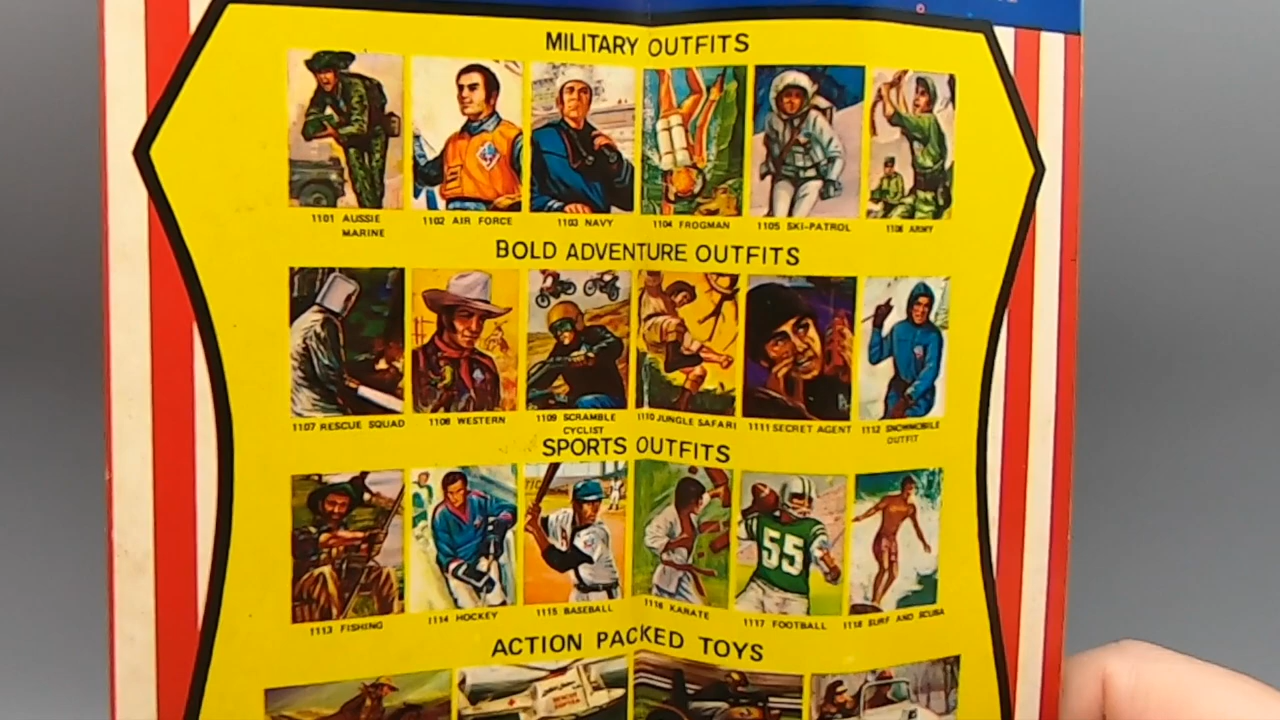 MILITARY OUTFITS
1101 AUSSIE MARINE
1102 AIR FORCE
1103 NAVY
1104 FROGMAN
1105 SKI-PATROL
1106 ARMY
BOLD ADVENTURE OUTFITS
1107 RESCUE SQUAD
1108 WESTERN
1109 SCRAMBLE CYCLIST
1110 JUNGLE SAFARI
1111 SECRET AGENT
1112 SNOWMOBILE OUTFIT
SPORTS OUTFITS
1113 FISHING
1114 HOCKEY
1115 BASEBALL
1116 KARATE
55
1117 FOOTBALL
1118 SURF AND SCUBA
ACTION PACKED TOYS